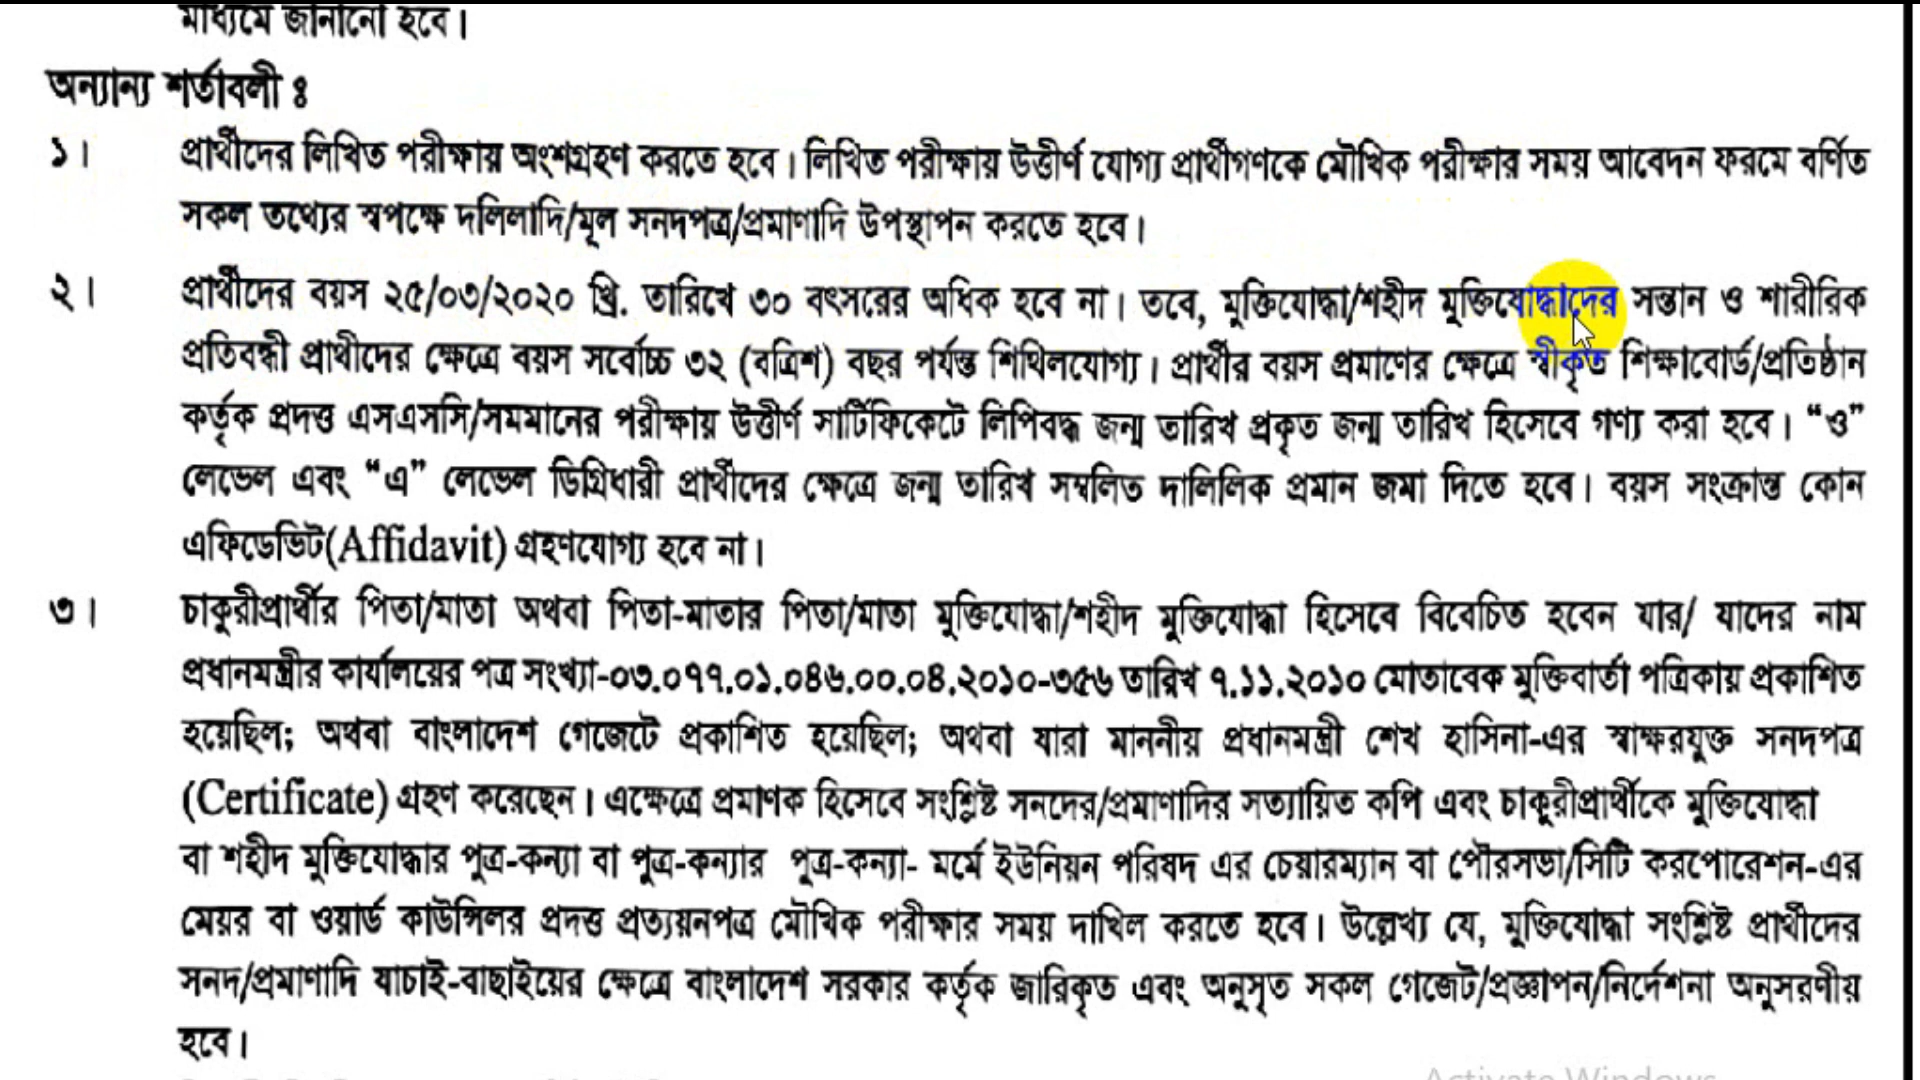 মাধ্যমে জানানো হবে।
অন্যান্য শর্তাবলী ঃ
১। প্রার্থীদের লিখিত পরীক্ষায় অংশগ্রহণ করতে হবে। লিখিত পরীক্ষায় উত্তীর্ণ যোগ্য প্রার্থীগণকে মৌখিক পরীক্ষার সময় আবেদন ফরমে বর্ণিত
সকল তথ্যের স্বপক্ষে দলিলাদি/মূল সনদপত্র/প্রমাণাদি উপস্থাপন করতে হবে।
২। প্রার্থীদের বয়স ২৫/০৩/২০২০ খ্রি. তারিখে ৩০ বৎসরের অধিক হবে না। তবে, মুক্তিযোদ্ধা/শহীদ মুক্তিযোদ্ধাদের সন্তান ও শারীরিক
প্রতিবন্ধী প্রাথীদের ক্ষেত্রে বয়স সর্বোচ্চ ৩২ (বত্রিশ) বছর পর্যন্ত শিথিলযোগ্য। প্রার্থীর বয়স প্রমাণের ক্ষেত্রে স্বীকৃত শিক্ষাবোর্ড/প্রতিষ্ঠান
কর্তৃক প্রদত্ত এসএসসি/সমমানের পরীক্ষায় উত্তীর্ণ সার্টিফিকেটে লিপিবদ্ধ জন্ম তারিখ প্রকৃত জন্ম তারিখ হিসেবে গণ্য করা হবে। “ও”
লেভেল এবং “এ” লেভেল ডিগ্রিধারী প্রার্থীদের ক্ষেত্রে জন্ম তারিখ সম্বলিত দালিলিক প্রমান জমা দিতে হবে। বয়স সংক্রান্ত কোন
এফিডেভিট(Affidavit) গ্রহণযোগ্য হবে না।
৩। চাকুরীপ্রার্থীর পিতা/মাতা অথবা পিতা-মাতার পিতা/মাতা মুক্তিযোদ্ধা/শহীদ মুক্তিযোদ্ধা হিসেবে বিবেচিত হবেন যার/ যাদের নাম
প্রধানমন্ত্রীর কার্যালয়ের পত্র সংখ্যা-০৩.০৭৭.০১.০৪৬.০০.০৪.২০১০-৩৫৬ তারিখ ৭.১১.২০১০ মোতাবেক মুক্তিবার্তা পত্রিকায় প্রকাশিত
হয়েছিল; অথবা বাংলাদেশ গেজেটে প্রকাশিত হয়েছিল; অথবা যারা মাননীয় প্রধানমন্ত্রী শেখ হাসিনা-এর স্বাক্ষরযুক্ত সনদপত্র
(Certificate) গ্রহণ করেছেন। এক্ষেত্রে প্রমাণক হিসেবে সংশ্লিষ্ট সনদের/প্রমাণাদির সত্যায়িত কপি এবং চাকুরীপ্রার্থীকে মুক্তিযোদ্ধা
বা শহীদ মুক্তিযোদ্ধার পুত্র-কন্যা বা পুত্র-কন্যার পুত্র-কন্যা- মর্মে ইউনিয়ন পরিষদ এর চেয়ারম্যান বা পৌরসভা/সিটি করপোরেশন-এর
মেয়র বা ওয়ার্ড কাউন্সিলর প্রদত্ত প্রত্যয়নপত্র মৌখিক পরীক্ষার সময় দাখিল করতে হবে। উল্লেখ্য যে, মুক্তিযোদ্ধা সংশ্লিষ্ট প্রার্থীদের
সনদ/প্রমাণাদি যাচাই-বাছাইয়ের ক্ষেত্রে বাংলাদেশ সরকার কর্তৃক জারিকৃত এবং অনুসৃত সকল গেজেট/প্রজ্ঞাপন/নির্দেশনা অনুসরণীয়
হবে।
Activate Windows